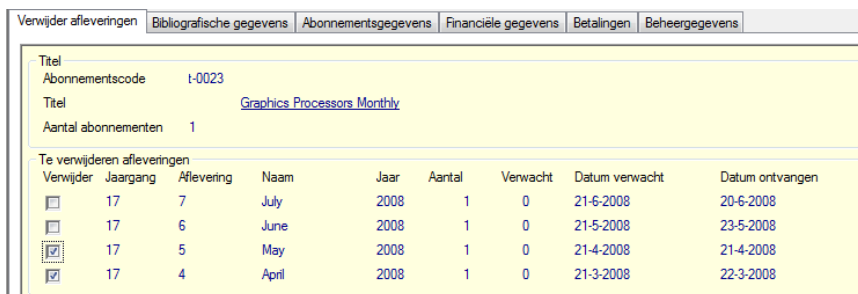 Verwijder afleveringen Bibliografische gegevens Abonnementsgegevens Financiële gegevens Betalingen Beheergegevens
Titel
Abonnementscode t-0023
Titel Graphics Processors Monthly
Aantal abonnementen 1
Te verwijderen afleveringen
Verwijder Jaargang Aflevering Naam Jaar Aantal Verwacht Datum verwacht Datum ontvangen
17 7 July 2008 1 0 21-6-2008 20-6-2008
17 6 June 2008 1 0 21-5-2008 23-5-2008
17 5 May 2008 1 0 21-4-2008 21-4-2008
17 4 April 2008 1 0 21-3-2008 22-3-2008